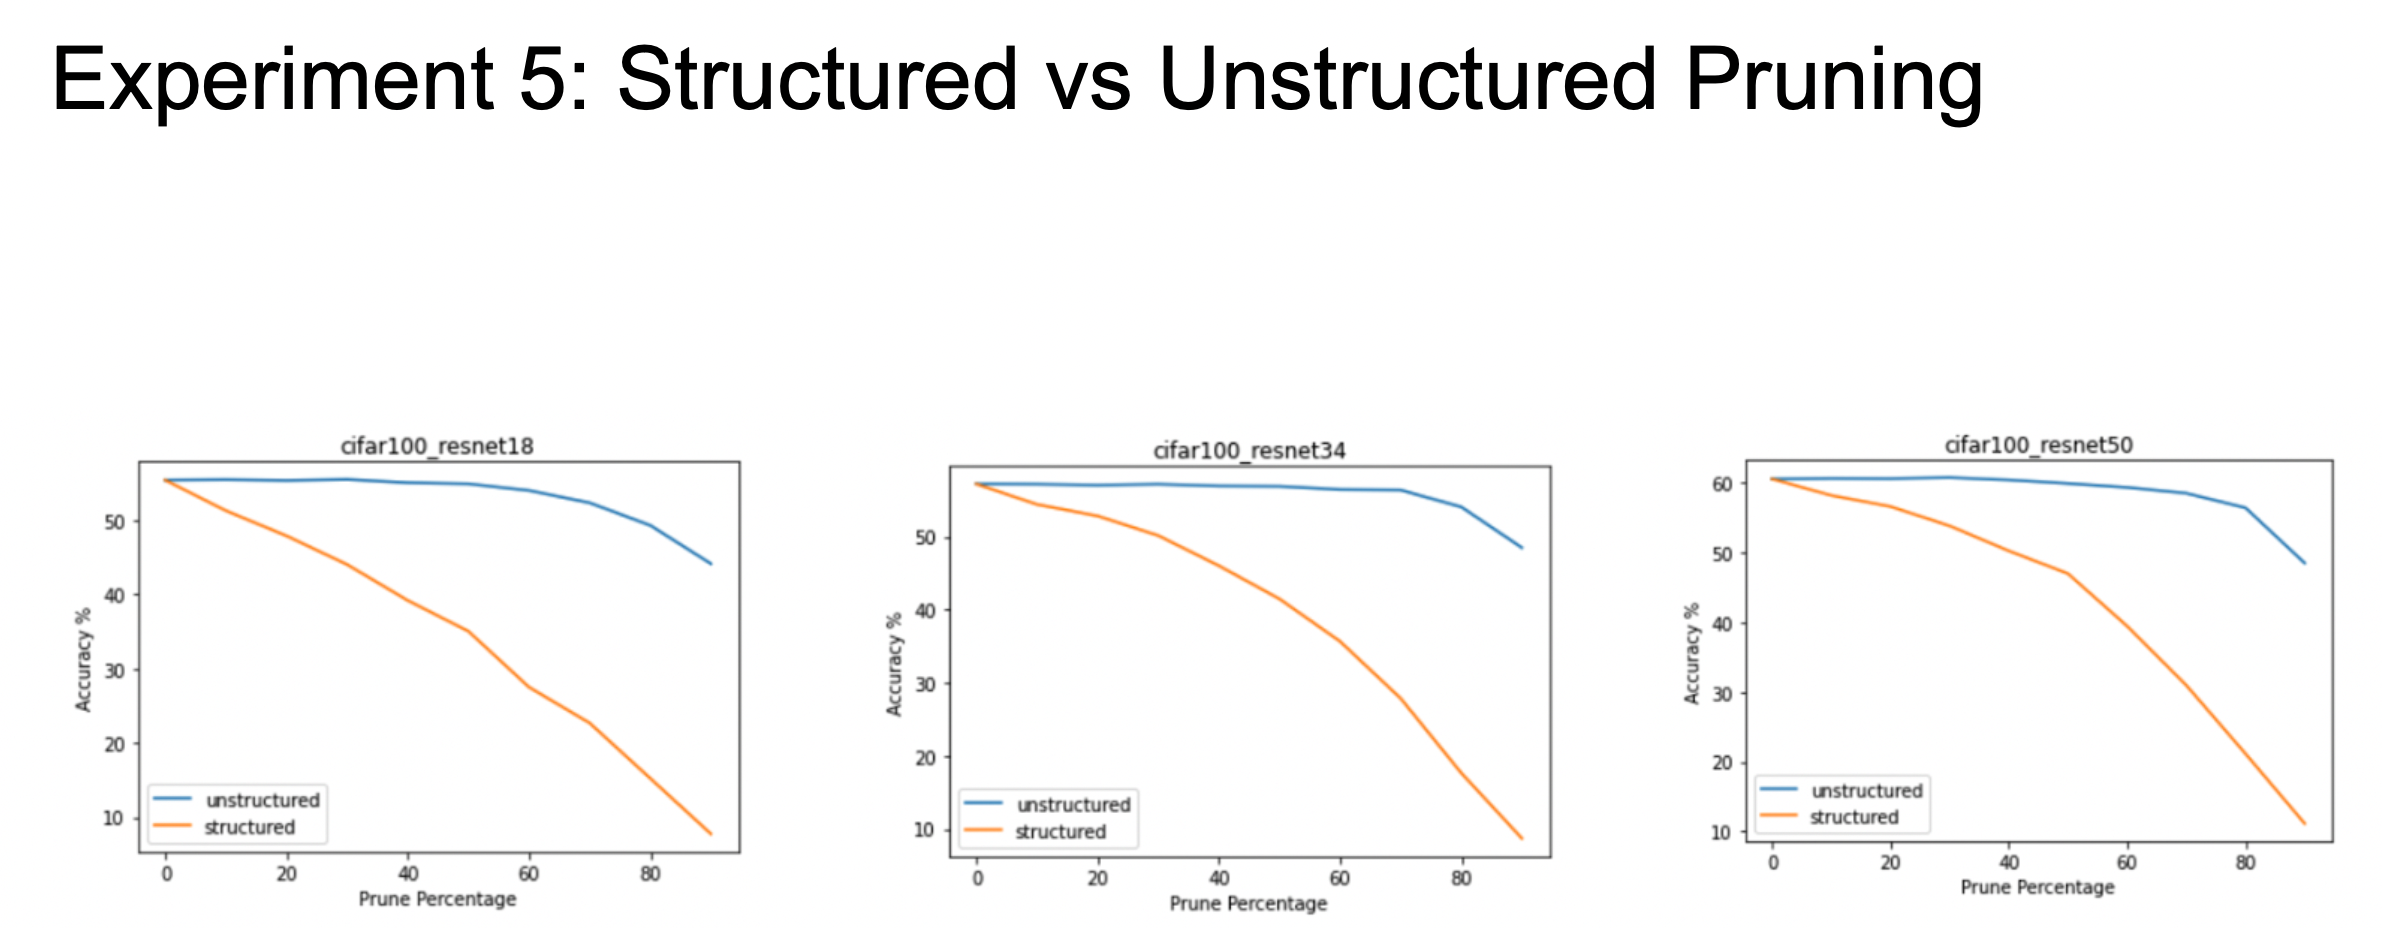 Experiment 5: Structured vs Unstructured Pruning
cifar100_resnet18
Accuracy %
50
40
30
20
10
unstructured
structured
0 20 40 60 80
Prune Percentage
cifar100_resnet34
Accuracy %
50
40
30
20
10
unstructured
structured
0 20 40 60 80
Prune Percentage
cifar100_resnet50
Accuracy %
60
50
40
30
20
10
unstructured
structured
0 20 40 60 80
Prune Percentage